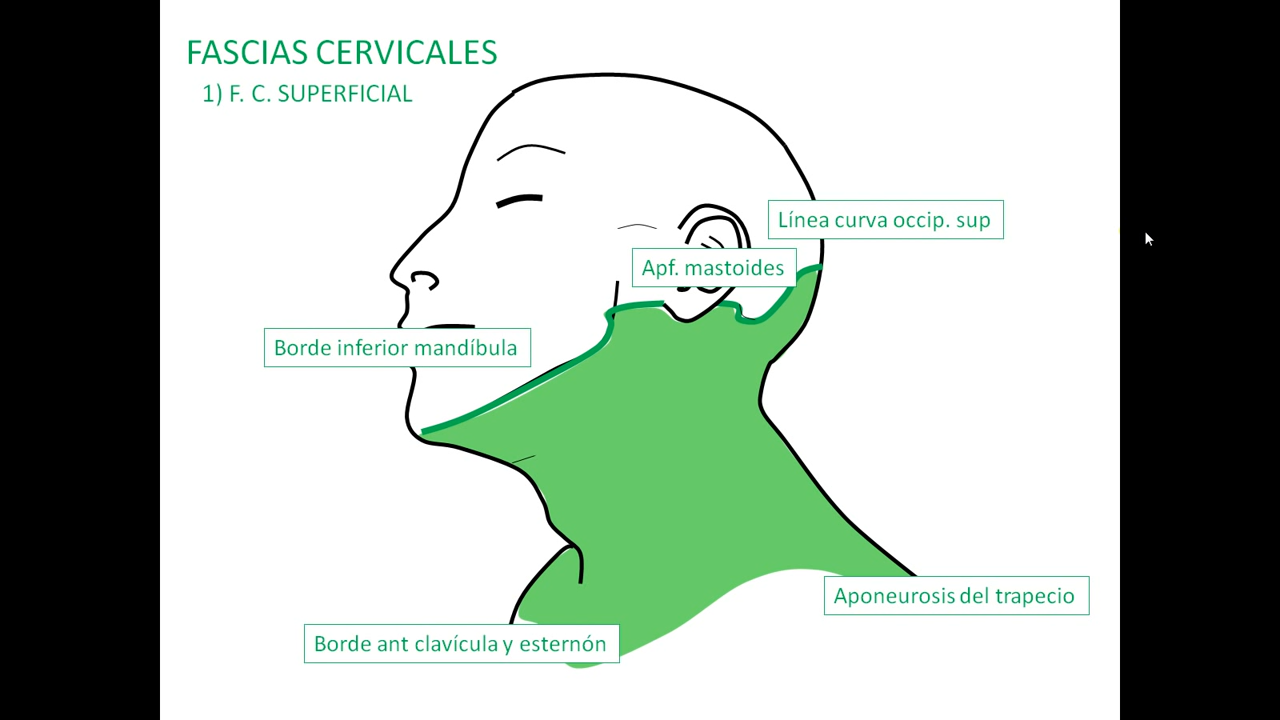 FASCIAS CERVICALES
1) F. C. SUPERFICIAL
Línea curva occip. sup
Apf. mastoides
Borde inferior mandíbula
Aponeurosis del trapecio
Borde ant clavícula y esternón